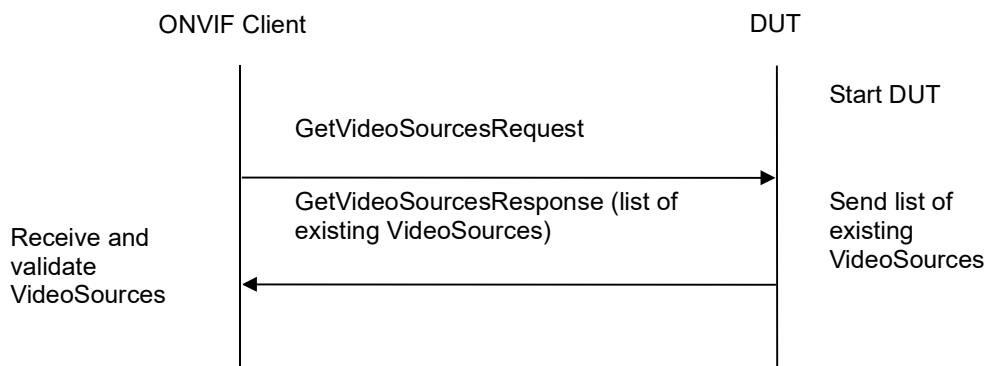 ONVIF Client
DUT
Start DUT
GetVideoSourcesRequest
GetVideoSourcesResponse (list of
existing VideoSources)
Send list of
existing
VideoSources
Receive and
validate
VideoSources